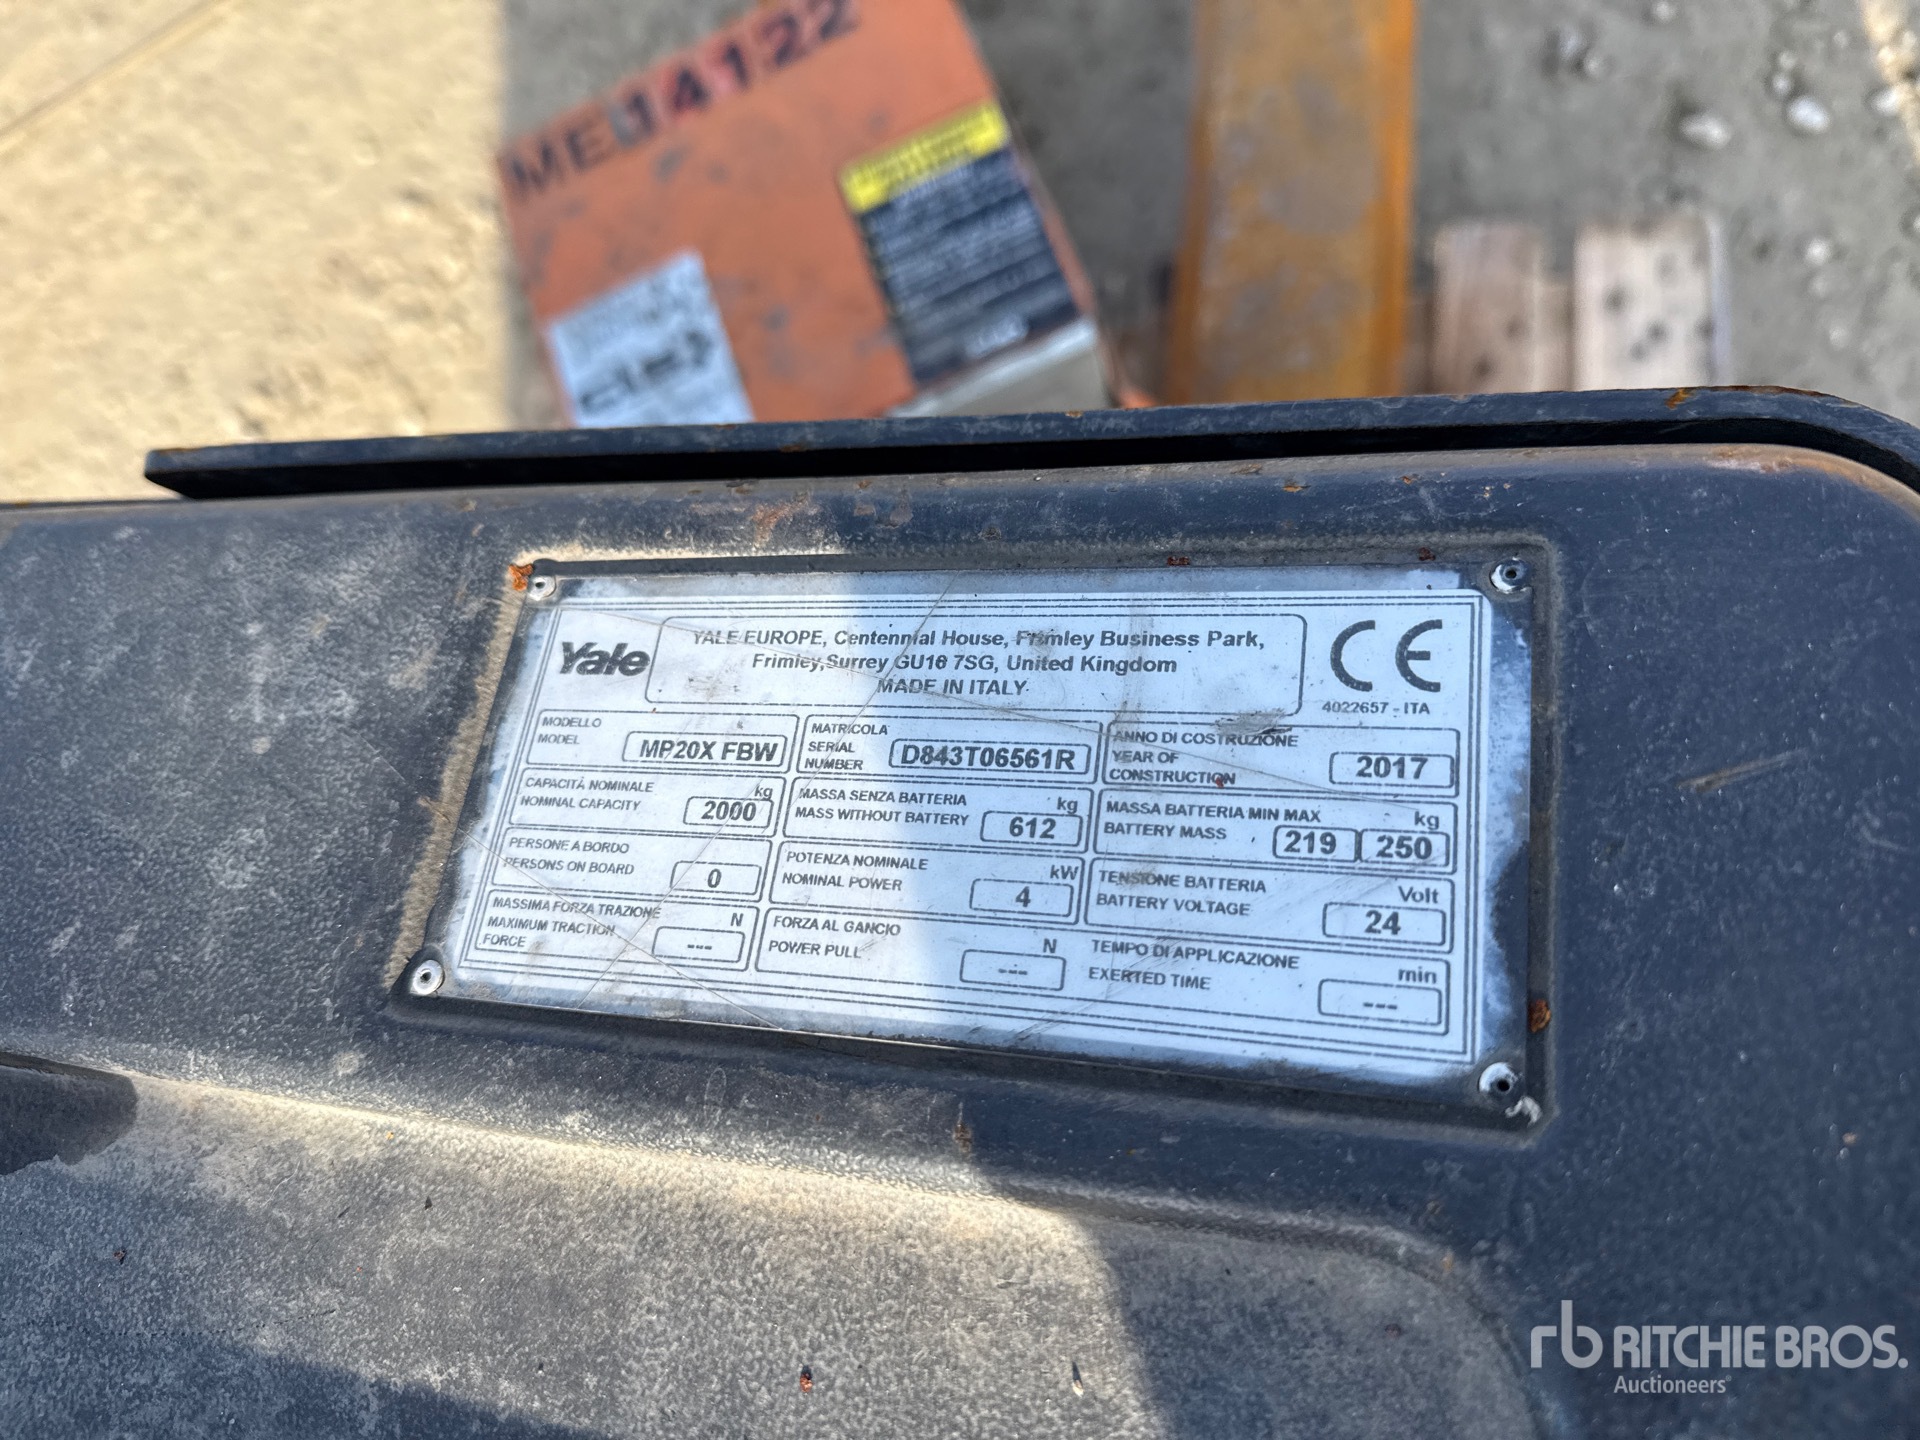 ME 14122
Yale
YALE EUROPE, Centennial House, Frimley Business Park,
Frimley, Surrey GU16 7SG, United Kingdom
MADE IN ITALY
CE
4022657 - ITA
MODELLO
MODEL
MP20X FBW
MATRICOLA
SERIAL
NUMBER
D843T06561R
ANNO DI COSTRUZIONE
YEAR OF
CONSTRUCTION
2017
CAPACITÀ NOMINALE
NOMINAL CAPACITY
kg
2000
MASSA SENZA BATTERIA
MASS WITHOUT BATTERY
kg
612
MASSA BATTERIA MIN MAX
BATTERY MASS
kg
219 250
PERSONE A BORDO
PERSONS ON BOARD
0
POTENZA NOMINALE
NOMINAL POWER
kW
4
TENSIONE BATTERIA
BATTERY VOLTAGE
Volt
24
MASSIMA FORZA TRAZIONE
MAXIMUM TRACTION
FORCE
N
---
FORZA AL GANCIO
POWER PULL
N
---
TEMPO DI APPLICAZIONE
EXERTED TIME
min
---
rb RITCHIE BROS.
Auctioneers